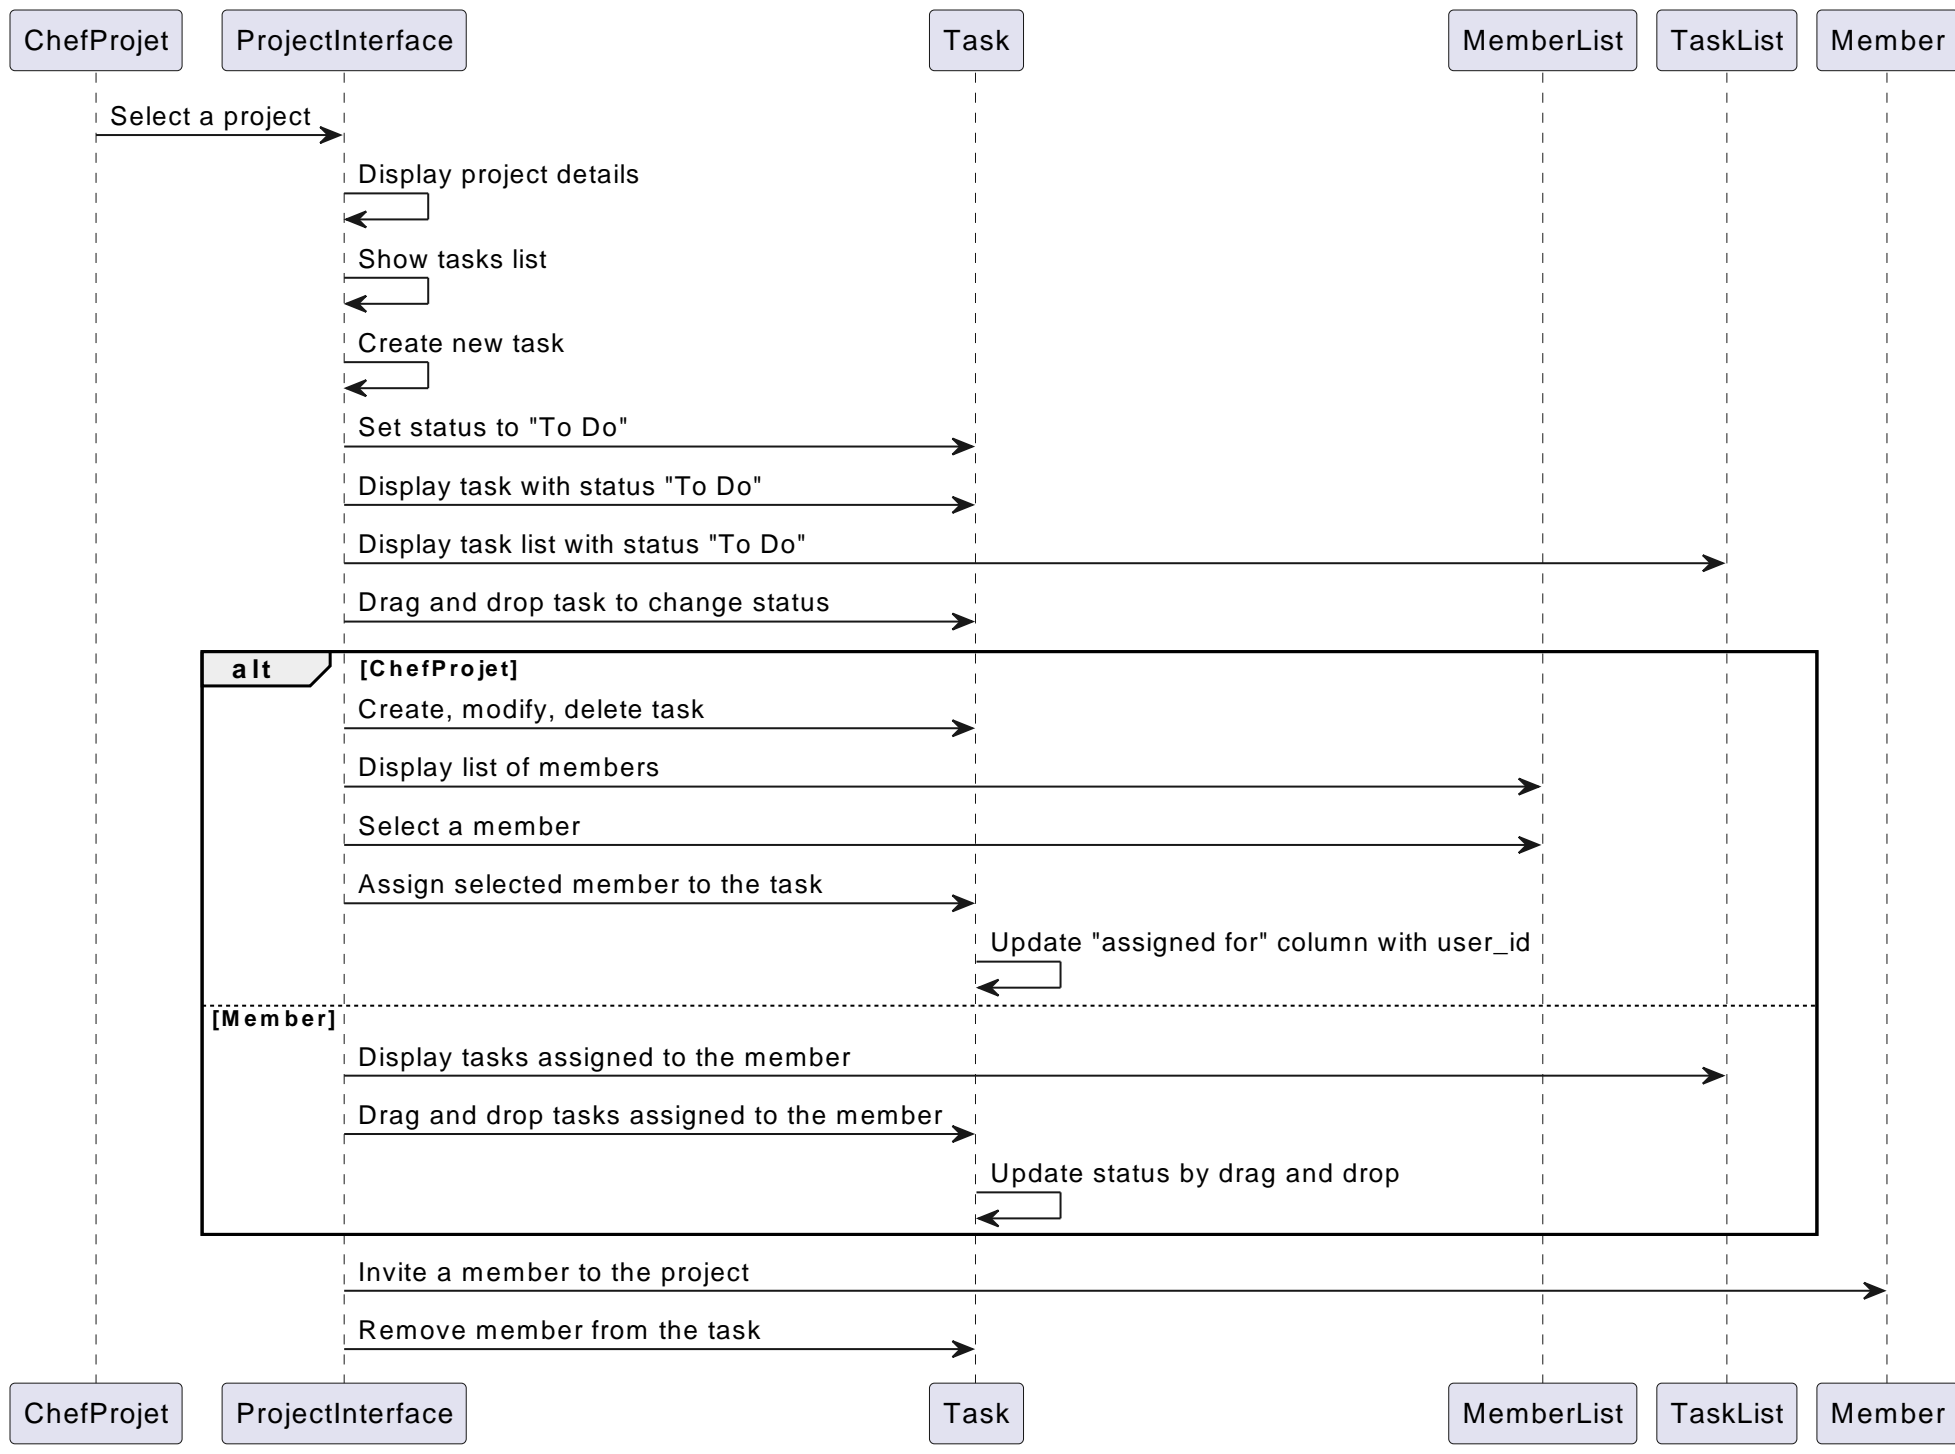 ChefProjet
ProjectInterface
Task
MemberList
TaskList
Member
Select a project
Display project details
Show tasks list
Create new task
Set status to "To Do"
Display task with status "To Do"
Display task list with status "To Do"
Drag and drop task to change status
alt
[ChefProjet]
Create, modify, delete task
Display list of members
Select a member
Assign selected member to the task
Update "assigned for" column with user_id
[Member]
Display tasks assigned to the member
Drag and drop tasks assigned to the member
Update status by drag and drop
Invite a member to the project
Remove member from the task
ChefProjet
ProjectInterface
Task
MemberList
TaskList
Member